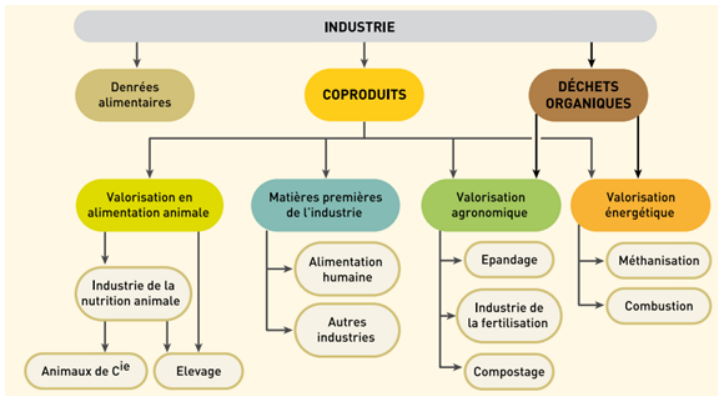 INDUSTRIE
Denrées
alimentaires
COPRODUITS
DÉCHETS
ORGANIQUES
Valorisation en
alimentation animale
Matières premières
de l'industrie
Valorisation
agronomique
Valorisation
énergétique
Industrie de la
nutrition animale
Animaux de Cie
Elevage
Alimentation
humaine
Autres
industries
Epandage
Industrie de
la fertilisation
Compostage
Méthanisation
Combustion